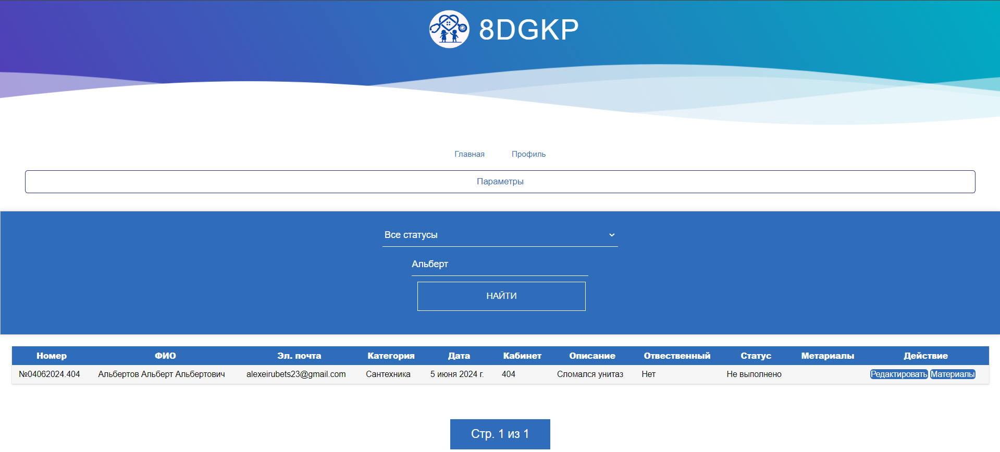 8DGKP
Главная Профиль
Параметры
Все статусы
Альберт
НАЙТИ
Номер ФИО Эл. почта Категория Дата Кабинет Описание Отвественный Статус Метариалы Действие
№04062024.404 Альбертов Альберт Альбертович alexeirubets23@gmail.com Сантехника 5 июня 2024 г. 404 Сломался унитаз Нет Не выполнено Редактировать Материалы
Стр. 1 из 1